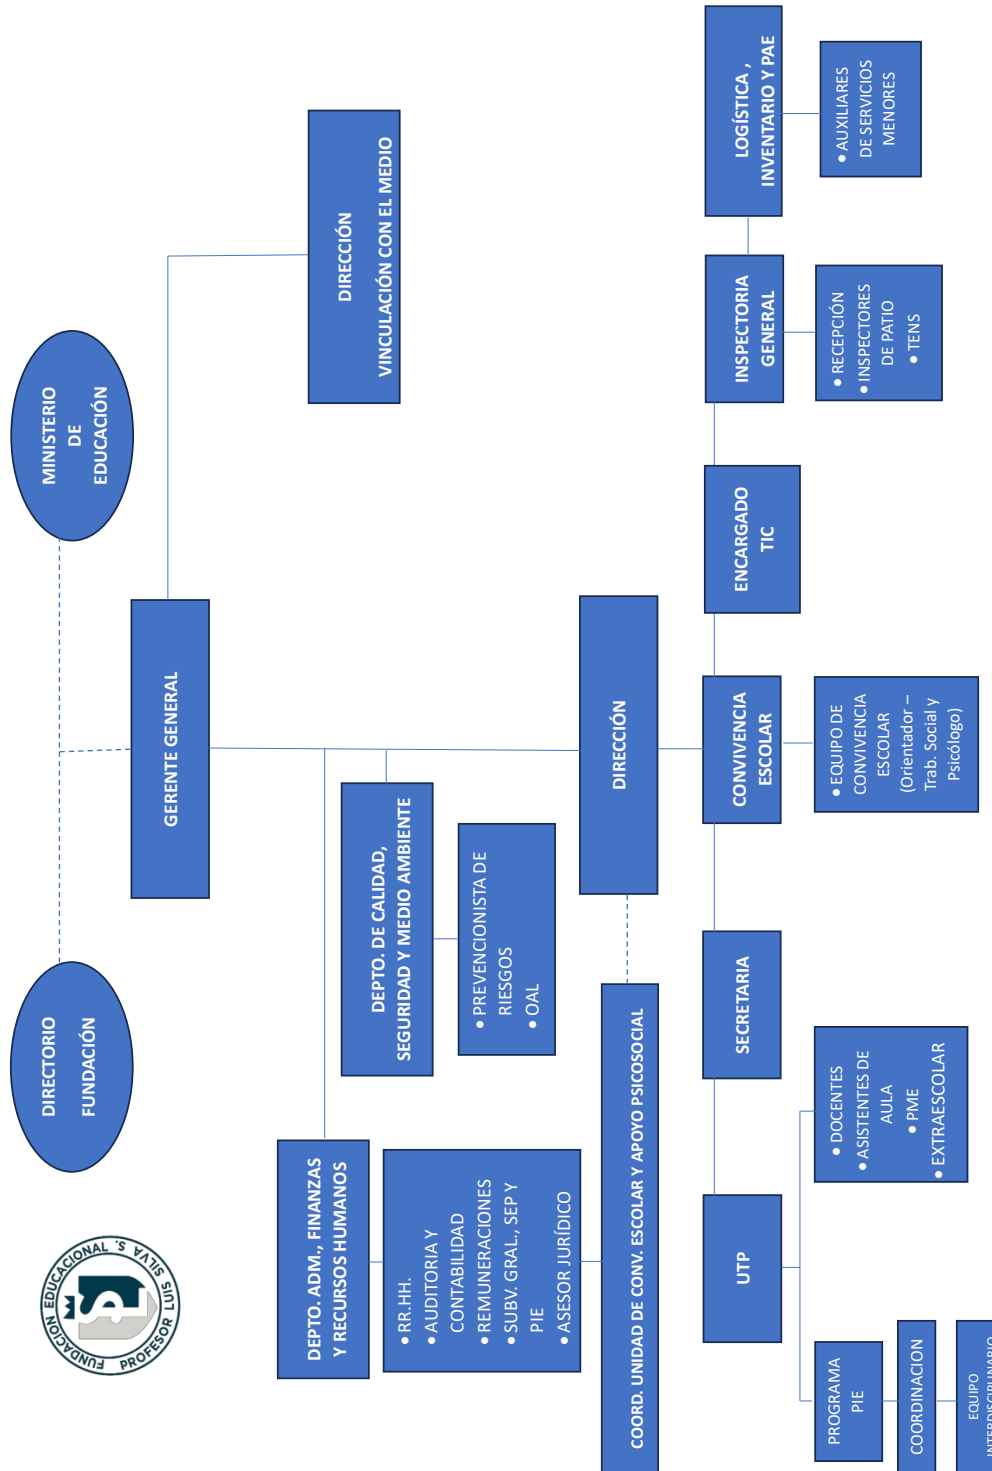 FUNDACION EDUCACIONAL
PROFESOR LUIS SILVA S.
DIRECTORIO
FUNDACIÓN
MINISTERIO
DE
EDUCACIÓN
GERENTE GENERAL
DIRECCIÓN
VINCULACIÓN CON EL MEDIO
DEPTO. ADM., FINANZAS
Y RECURSOS HUMANOS
• RR.HH.
• AUDITORIA Y
CONTABILIDAD
• REMUNERACIONES
• SUBV. GRAL., SEP Y
PIE
• ASESOR JURÍDICO
DEPTO. DE CALIDAD,
SEGURIDAD Y MEDIO AMBIENTE
• PREVENCIONISTA DE
RIESGOS
• OAL
COORD. UNIDAD DE CONV. ESCOLAR Y APOYO PSICOSOCIAL
DIRECCIÓN
UTP
SECRETARIA
CONVIVENCIA
ESCOLAR
ENCARGADO
TIC
INSPECTORIA
GENERAL
LOGÍSTICA ,
INVENTARIO Y PAE
PROGRAMA
PIE
COORDINACION
EQUIPO
INTERDISCIPLINARIO
• DOCENTES
• ASISTENTES DE
AULA
• PME
• EXTRAESCOLAR
• EQUIPO DE
CONVIVENCIA
ESCOLAR
(Orientador –
Trab. Social y
Psicólogo)
• RECEPCIÓN
• INSPECTORES
DE PATIO
• TENS
• AUXILIARES
DE SERVICIOS
MENORES